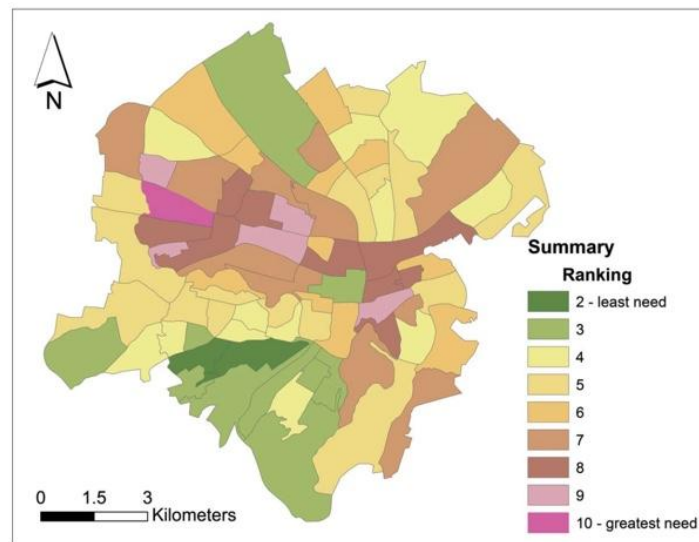 N
Summary
Ranking
2 - least need
3
4
5
6
7
8
9
10 - greatest need
0 1.5 3
Kilometers